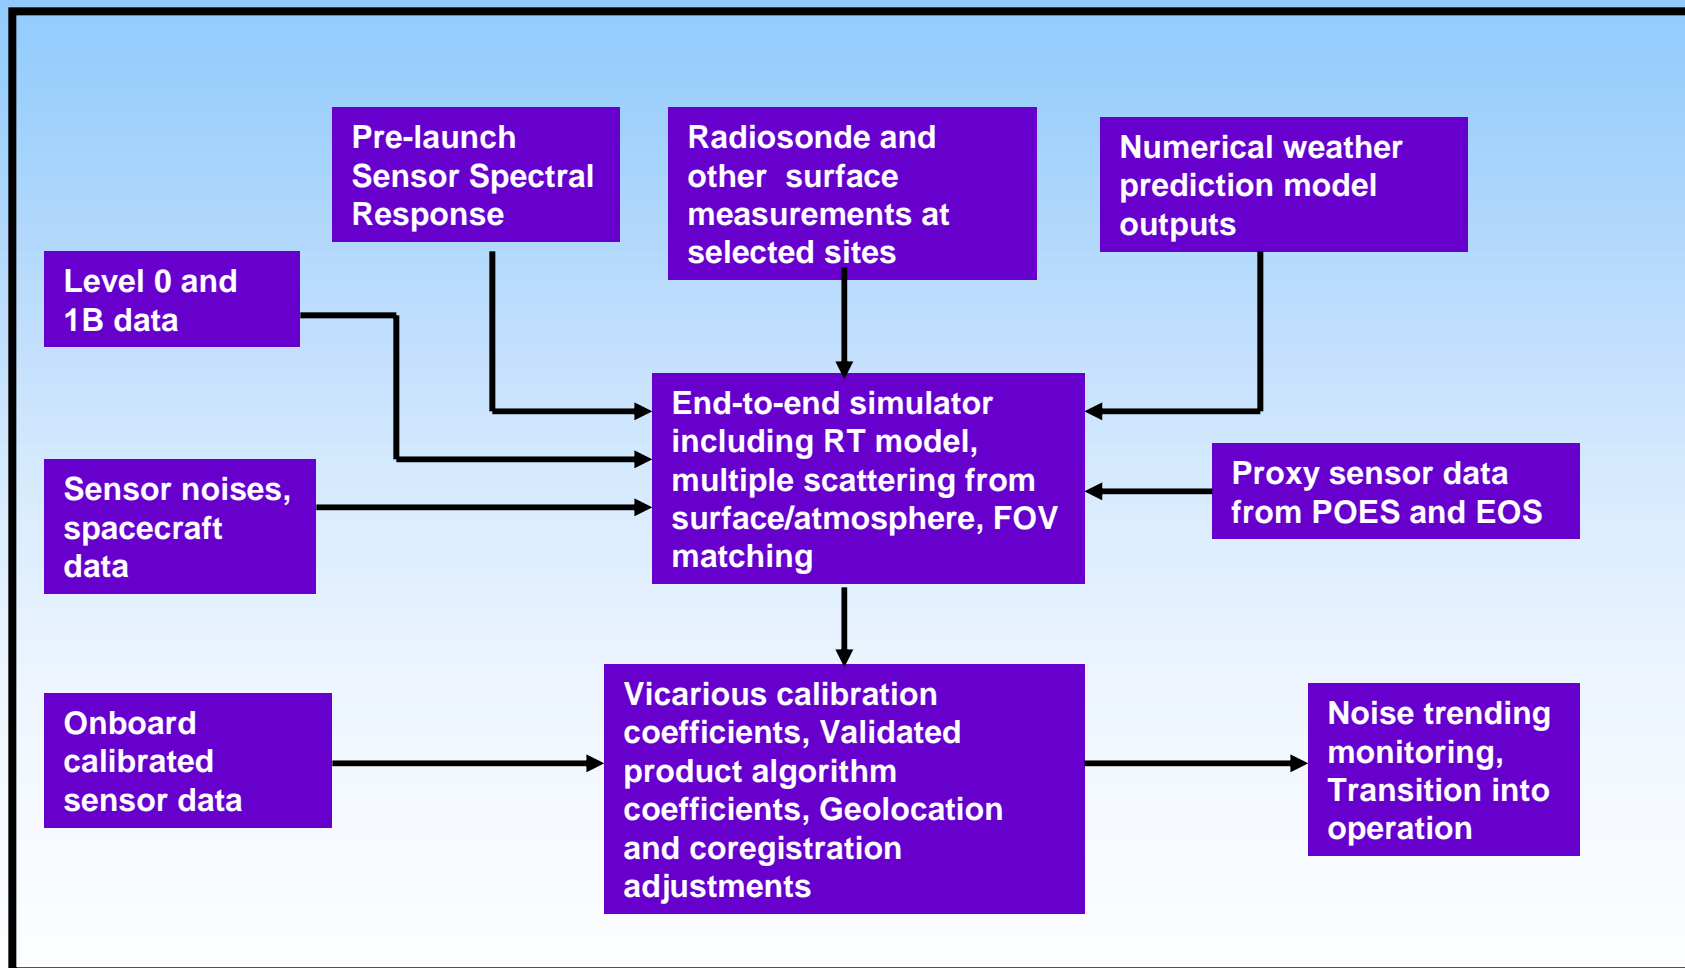 Pre-launch
Sensor Spectral
Response
Radiosonde and
other  surface
measurements at
selected sites
Numerical weather
prediction model
outputs
Level 0 and
1B data
End-to-end simulator
including RT model,
multiple scattering from
surface/atmosphere, FOV
matching
Sensor noises,
spacecraft
data
Proxy sensor data
from POES and EOS
Onboard
calibrated
sensor data
Vicarious calibration
coefficients, Validated
product algorithm
coefficients, Geolocation
and coregistration
adjustments
Noise trending
monitoring,
Transition into
operation